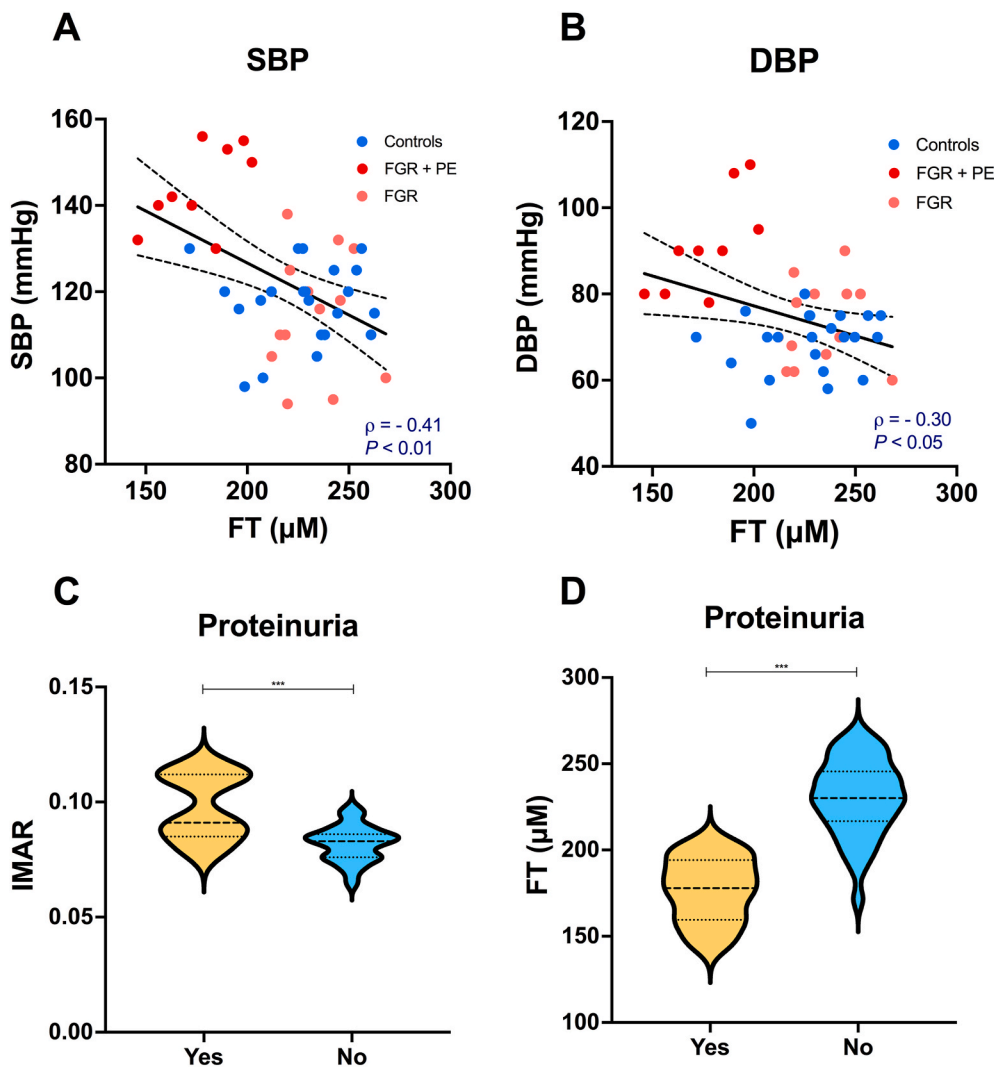 A
SBP
SBP (mmHg)
160
140
120
100
80
150
200
250
300
FT (µM)
Controls
FGR + PE
FGR
ρ = - 0.41
P < 0.01
B
DBP
DBP (mmHg)
120
100
80
60
40
150
200
250
300
FT (µM)
Controls
FGR + PE
FGR
ρ = - 0.30
P < 0.05
C
Proteinuria
IMAR
0.15
0.10
0.05
0.00
***
Yes
No
D
Proteinuria
FT (µM)
300
250
200
150
100
***
Yes
No